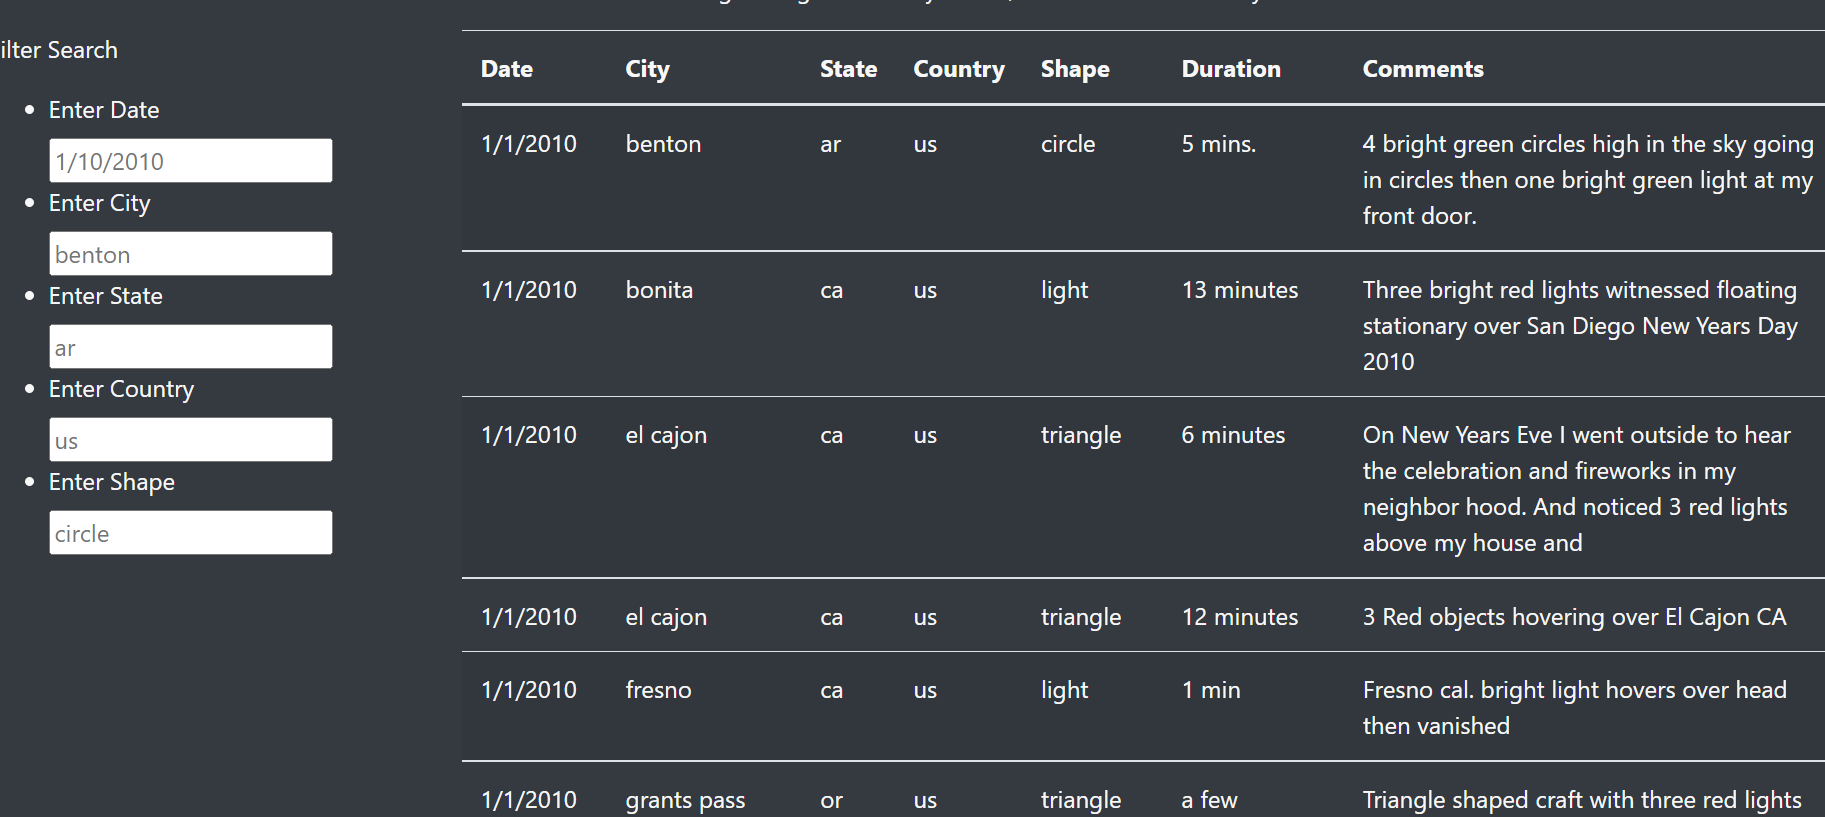 ilter Search
Enter Date
1/10/2010
Enter City
benton
Enter State
ar
Enter Country
us
Enter Shape
circle
Date City State Country Shape Duration Comments
1/1/2010 benton ar us circle 5 mins. 4 bright green circles high in the sky going
in circles then one bright green light at my
front door.
1/1/2010 bonita ca us light 13 minutes Three bright red lights witnessed floating
stationary over San Diego New Years Day
2010
1/1/2010 el cajon ca us triangle 6 minutes On New Years Eve I went outside to hear
the celebration and fireworks in my
neighbor hood. And noticed 3 red lights
above my house and
1/1/2010 el cajon ca us triangle 12 minutes 3 Red objects hovering over El Cajon CA
1/1/2010 fresno ca us light 1 min Fresno cal. bright light hovers over head
then vanished
1/1/2010 grants pass or us triangle a few Triangle shaped craft with three red lights